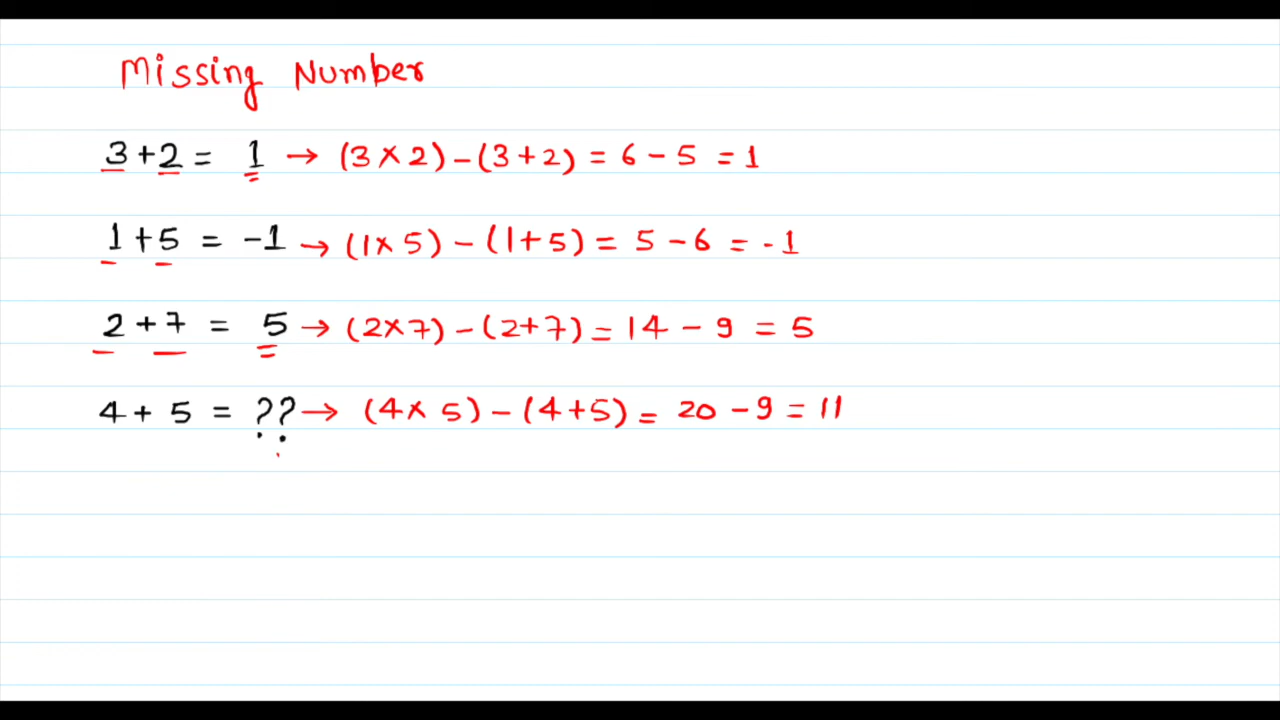 Missing Number
3+2 = 1 → (3×2)-(3+2) = 6-5 = 1
1+5 = -1 → (1×5)-(1+5) = 5-6 = -1
2+7 = 5 → (2×7)-(2+7) = 14-9 = 5
4+5 = ?? → (4×5)-(4+5) = 20-9 = 11